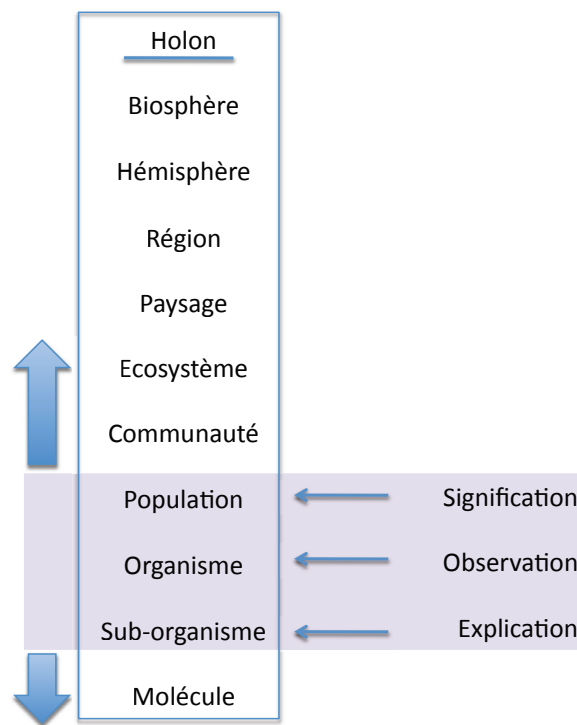 Holon
Biosphère
Hémisphère
Région
Paysage
Ecosystème
Communauté
Population Signification
Organisme Observation
Sub-organisme Explication
Molécule